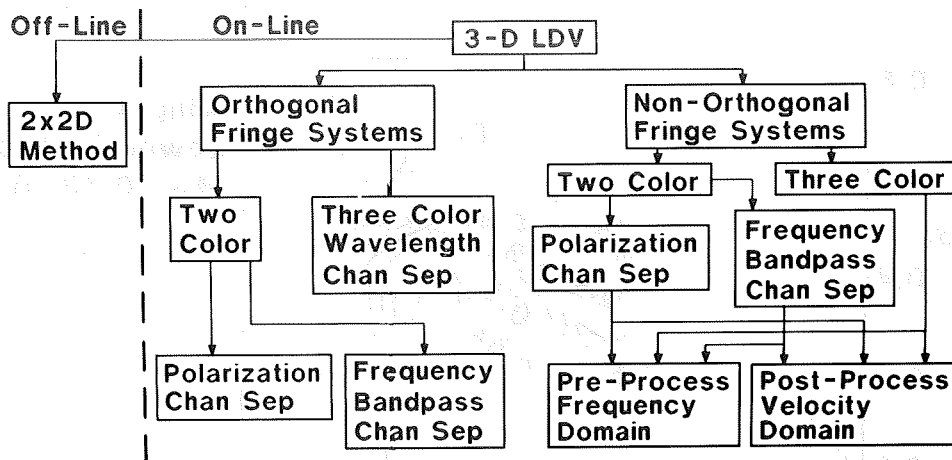 Off-Line
On-Line
3-D LDV
2x2D
Method
Orthogonal
Fringe Systems
Non-Orthogonal
Fringe Systems
Two
Color
Three Color
Wavelength
Chan Sep
Two Color
Three Color
Polarization
Chan Sep
Frequency
Bandpass
Chan Sep
Polarization
Chan Sep
Frequency
Bandpass
Chan Sep
Pre-Process
Frequency
Domain
Post-Process
Velocity
Domain